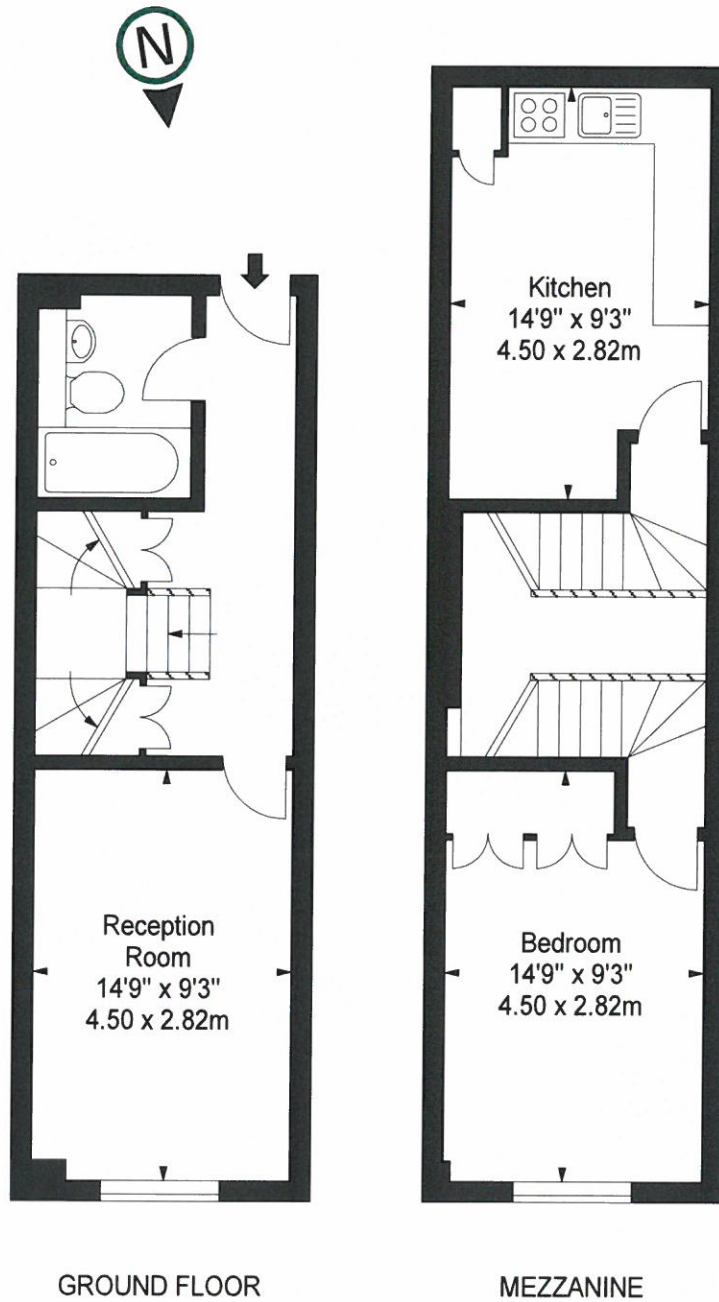 N
Kitchen
14'9" x 9'3"
4.50 x 2.82m
Reception
Room
14'9" x 9'3"
4.50 x 2.82m
Bedroom
14'9" x 9'3"
4.50 x 2.82m
GROUND FLOOR
MEZZANINE